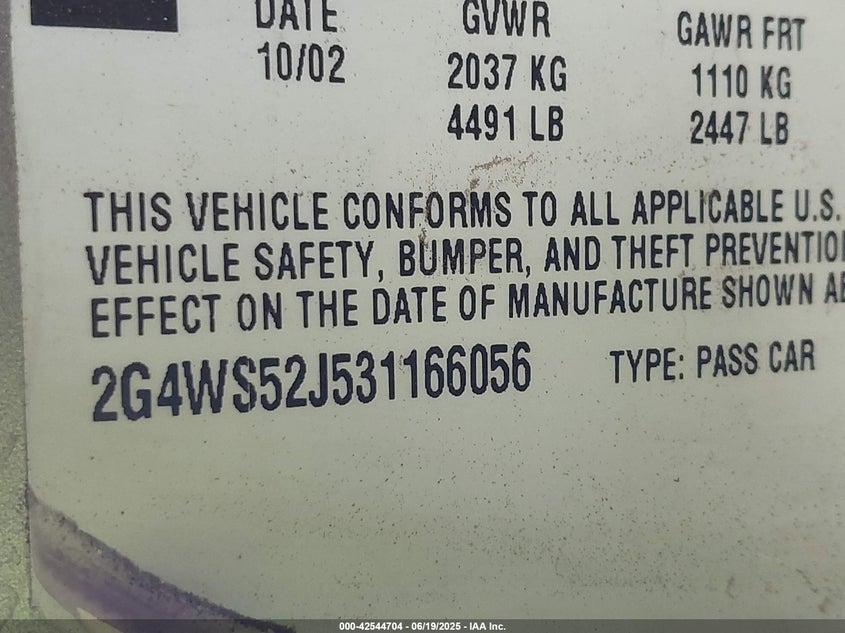 DATE GVWR GAWR FRT
10/02 2037 KG 1110 KG
4491 LB 2447 LB
THIS VEHICLE CONFORMS TO ALL APPLICABLE U.S.
VEHICLE SAFETY, BUMPER, AND THEFT PREVENTIO
EFFECT ON THE DATE OF MANUFACTURE SHOWN AB
2G4WS52J531166056 TYPE: PASS CAR
000-42544704 - 06/19/2025 - IAA Inc.